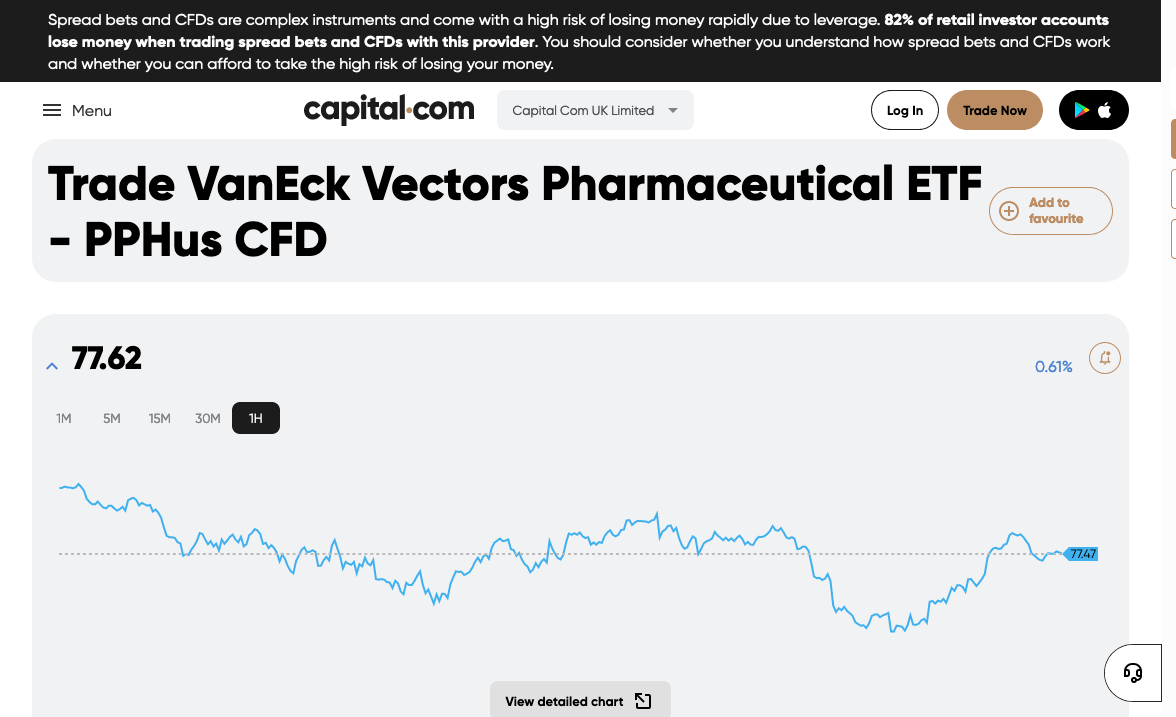 Spread bets and CFDs are complex instruments and come with a high risk of losing money rapidly due to leverage. 82% of retail investor accounts
lose money when trading spread bets and CFDs with this provider. You should consider whether you understand how spread bets and CFDs work
and whether you can afford to take the high risk of losing your money.
Menu
capital.com
Capital Com UK Limited
Log In
Trade Now
Trade VanEck Vectors Pharmaceutical ETF
- PPHus CFD
Add to
favourite
77.62
0.61%
1M 5M 15M 30M 1H
77.47
View detailed chart